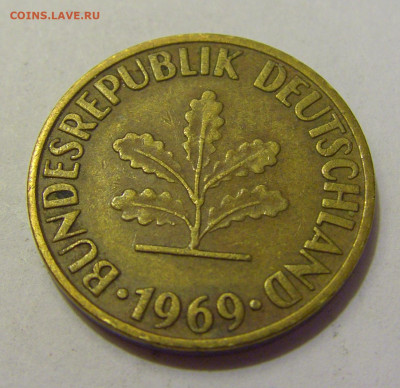 COINS.LAVE.RU
BUNDESREPUBLIK DEUTSCHLAND
· 1969 ·